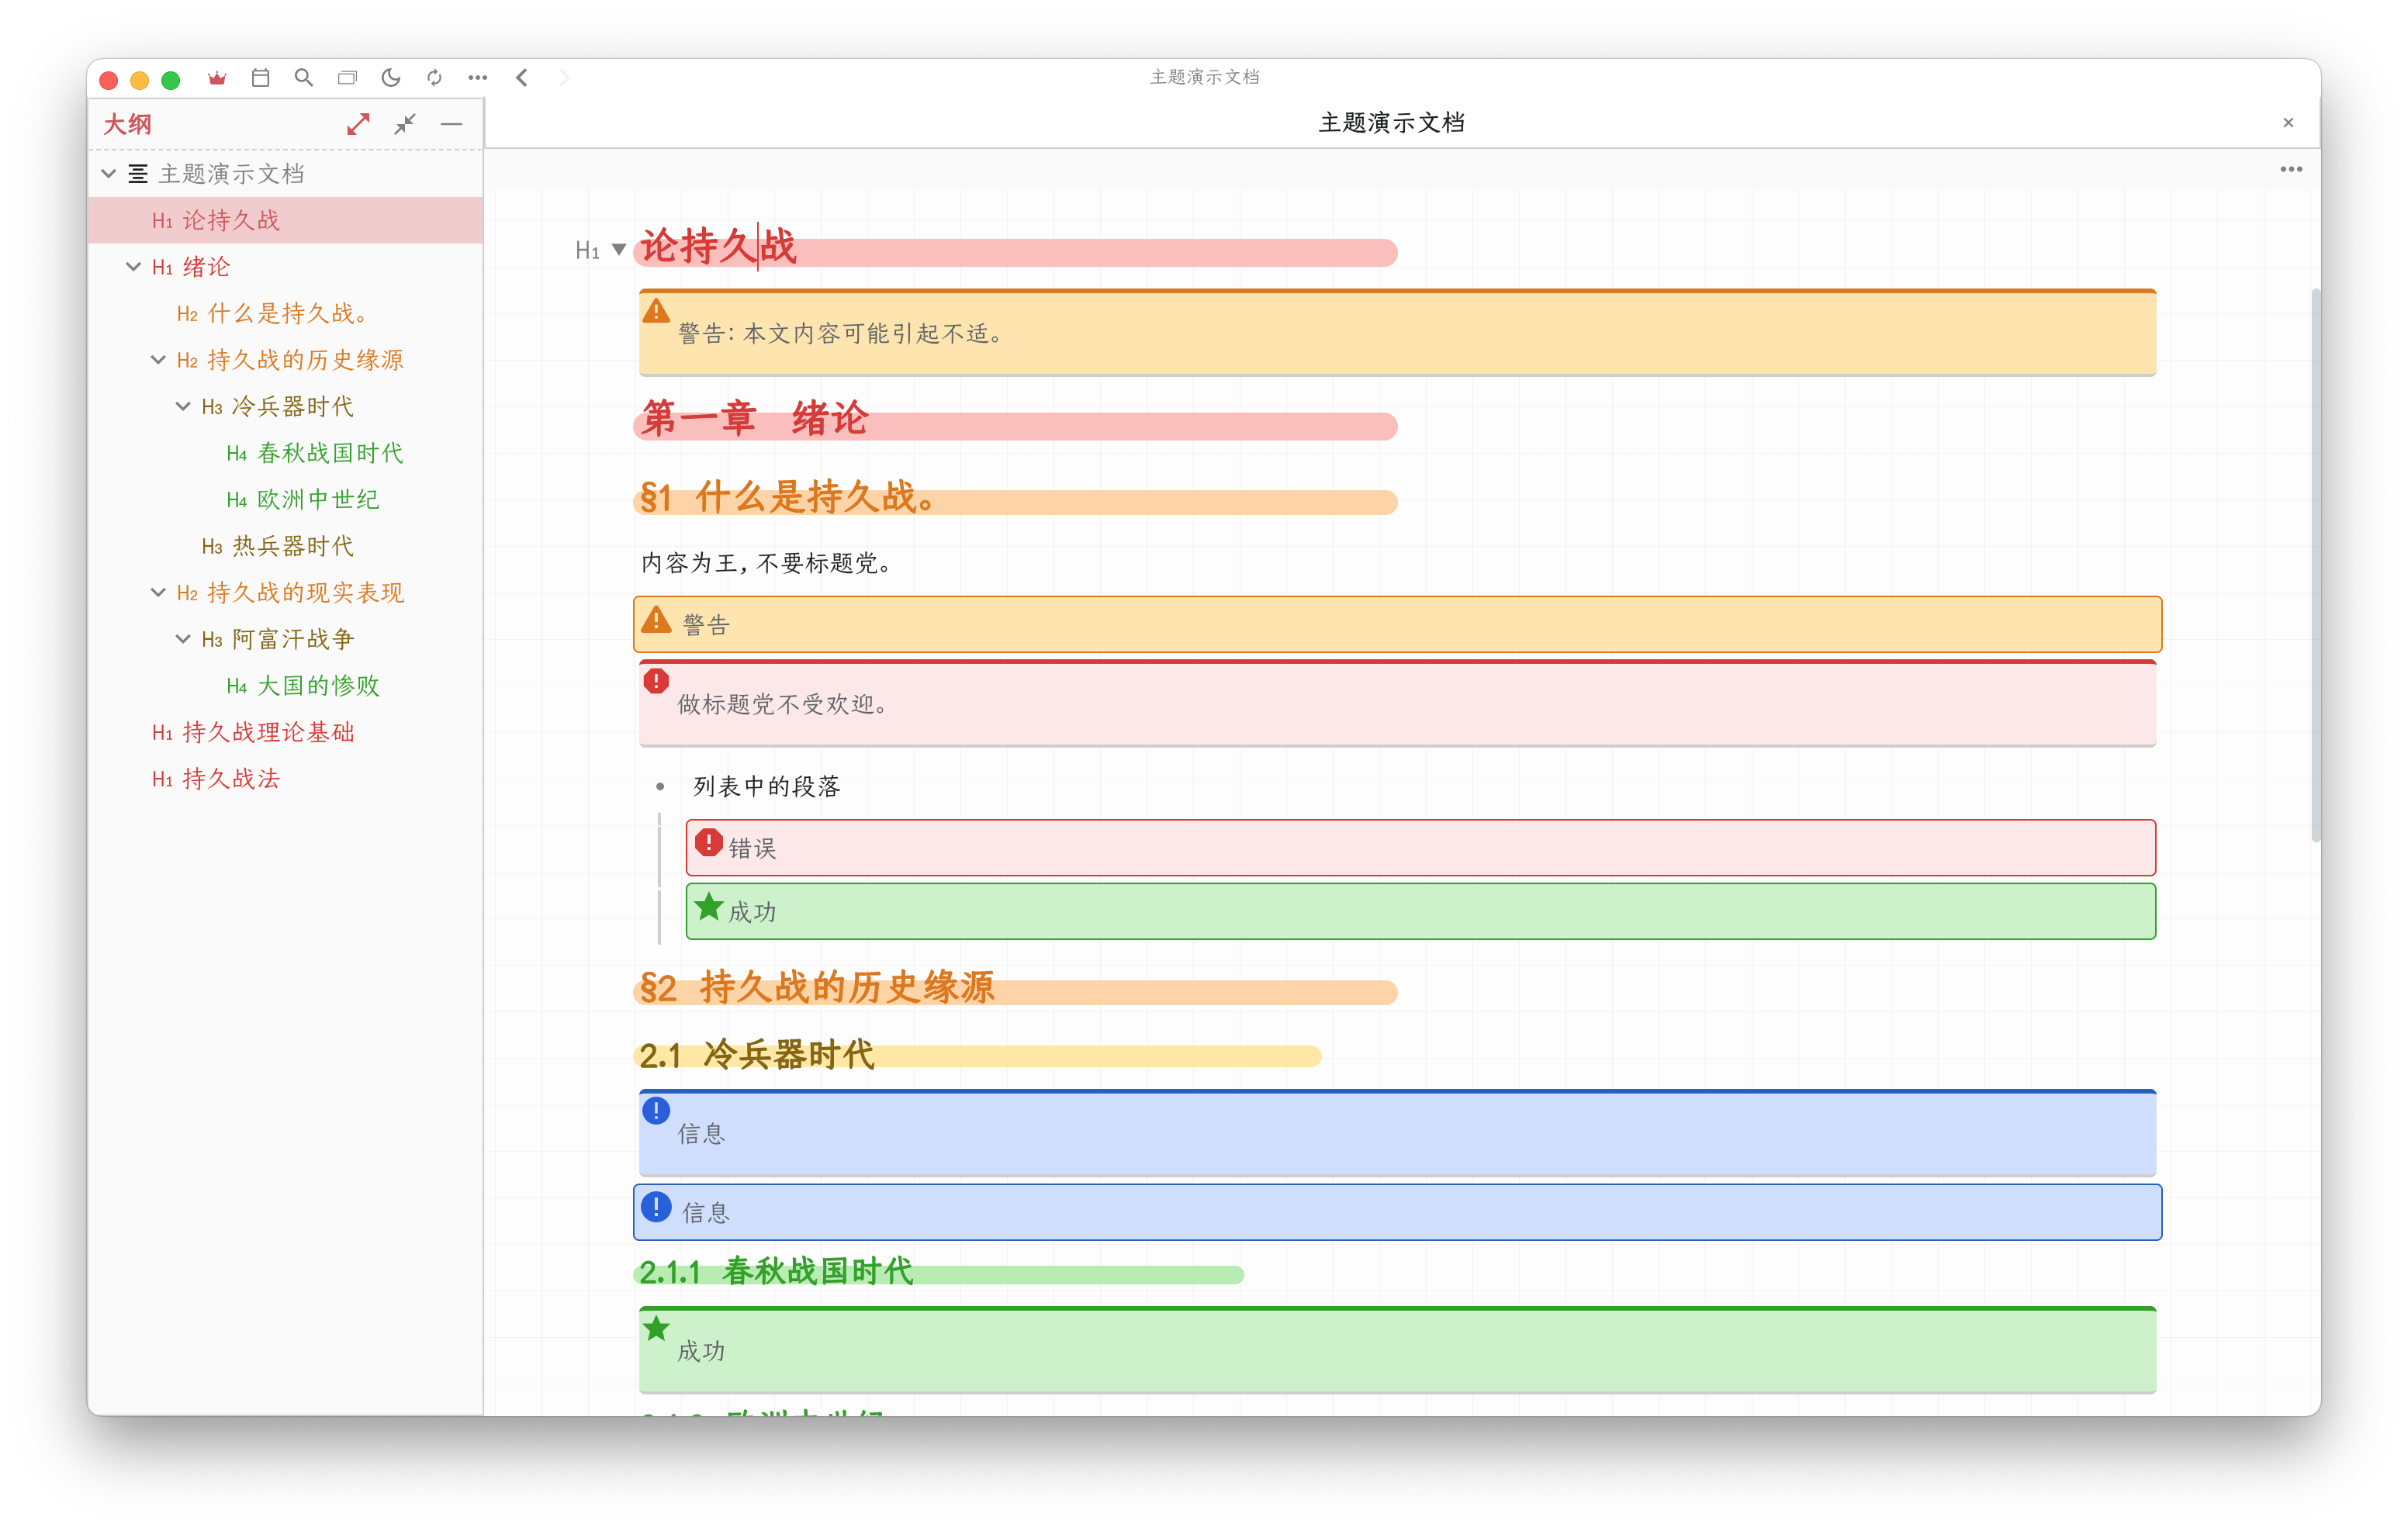 主题演示文档
大纲
主题演示文档
H1 论持久战
H1 绪论
H2 什么是持久战。
H2 持久战的历史缘源
H3 冷兵器时代
H4 春秋战国时代
H4 欧洲中世纪
H3 热兵器时代
H2 持久战的现实表现
H3 阿富汗战争
H4 大国的惨败
H1 持久战理论基础
H1 持久战法
主题演示文档
H1 论持久战
警告：本文内容可能引起不适。
第一章 绪论
§1 什么是持久战。
内容为王，不要标题党。
警告
做标题党不受欢迎。
列表中的段落
错误
成功
§2 持久战的历史缘源
2.1 冷兵器时代
信息
信息
2.1.1 春秋战国时代
成功
2.1.2 欧洲中世纪